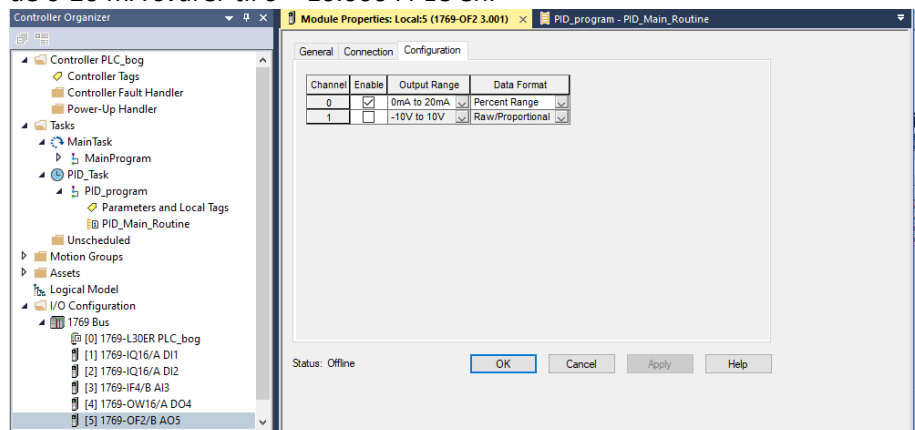 Controller Organizer
Module Properties: Local:5 (1769-OF2 3.001)
PID_program - PID_Main_Routine
Controller PLC_bog
Controller Tags
Controller Fault Handler
Power-Up Handler
Tasks
MainTask
MainProgram
PID_Task
PID_program
Parameters and Local Tags
PID_Main_Routine
Unscheduled
Motion Groups
Assets
Logical Model
I/O Configuration
1769 Bus
[0] 1769-L30ER PLC_bog
[1] 1769-IQ16/A DI1
[2] 1769-IQ16/A DI2
[3] 1769-IF4/B AI3
[4] 1769-OW16/A DO4
[5] 1769-OF2/B AO5
General Connection Configuration
Channel Enable Output Range Data Format
0 0mA to 20mA Percent Range
1 -10V to 10V Raw/Proportional
Status: Offline
OK Cancel Apply Help